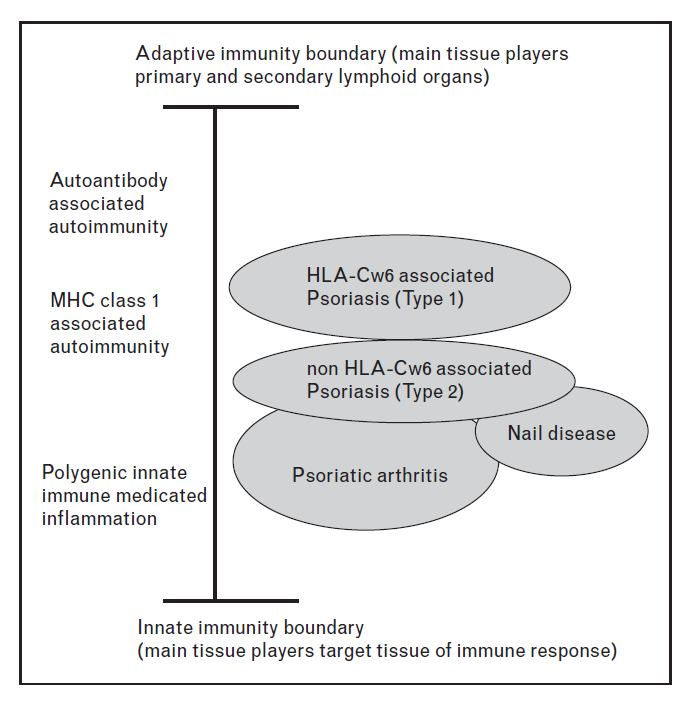 Adaptive immunity boundary (main tissue players
primary and secondary lymphoid organs)
Autoantibody
associated
autoimmunity
HLA-Cw6 associated
Psoriasis (Type 1)
MHC class 1
associated
autoimmunity
non HLA-Cw6 associated
Psoriasis (Type 2)
Nail disease
Psoriatic arthritis
Polygenic innate
immune medicated
inflammation
Innate immunity boundary
(main tissue players target tissue of immune response)